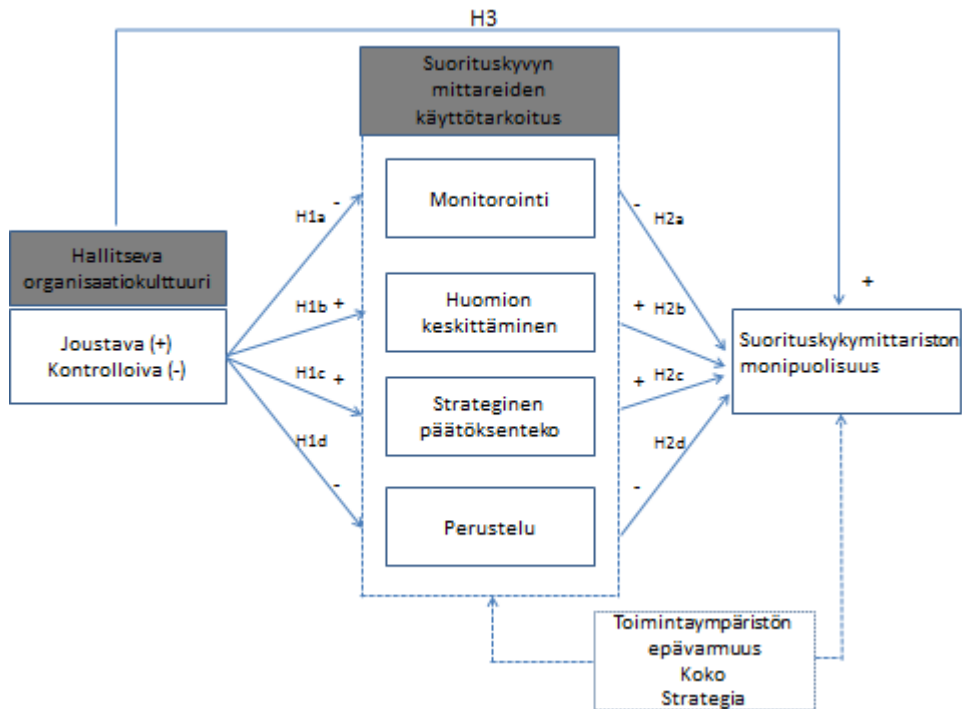 H3
Suorituskyvyn
mittareiden
käyttötarkoitus
Hallitseva
organisaatiokulttuuri
Joustava (+)
Kontrolloiva (-)
H1a
-
H1b
+
H1c
+
H1d
-
Monitorointi
Huomion
keskittäminen
Strateginen
päätöksenteko
Perustelu
-
H2a
+
H2b
+
H2c
H2d
-
+
Suorituskykymittariston
monipuolisuus
Toimintaympäristön
epävarmuus
Koko
Strategia